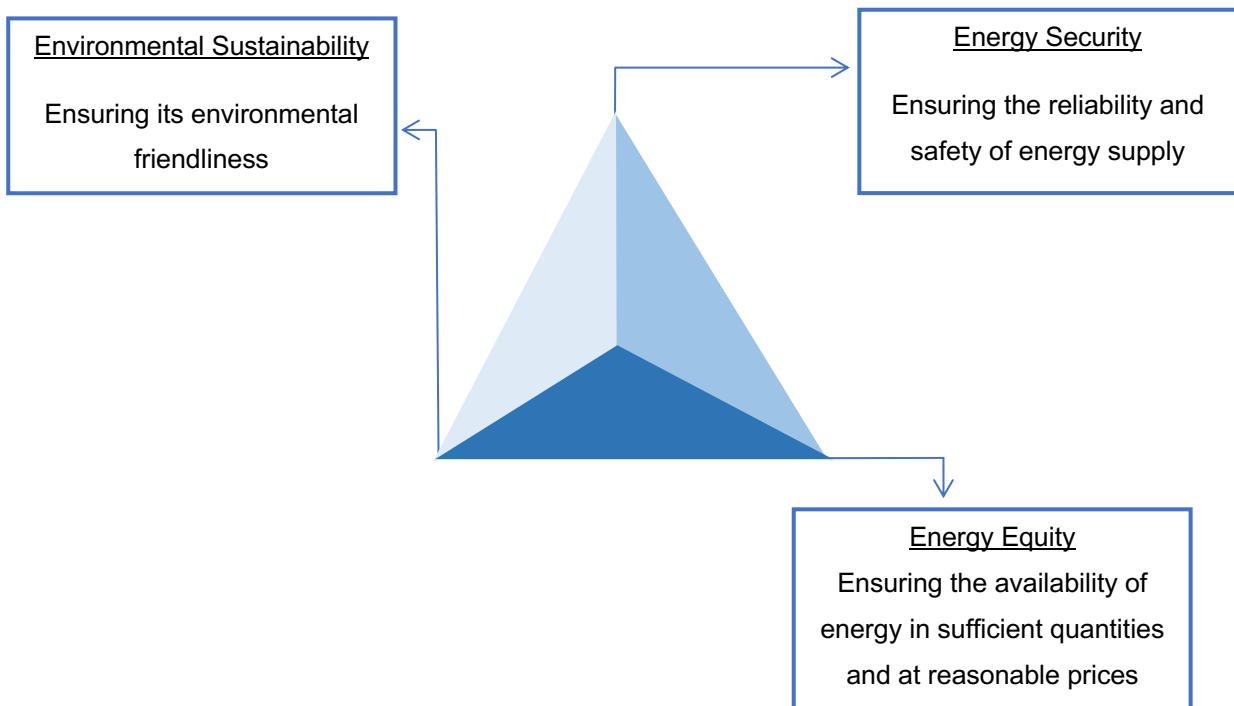 Environmental Sustainability
Ensuring its environmental
friendliness
Energy Security
Ensuring the reliability and
safety of energy supply
Energy Equity
Ensuring the availability of
energy in sufficient quantities
and at reasonable prices